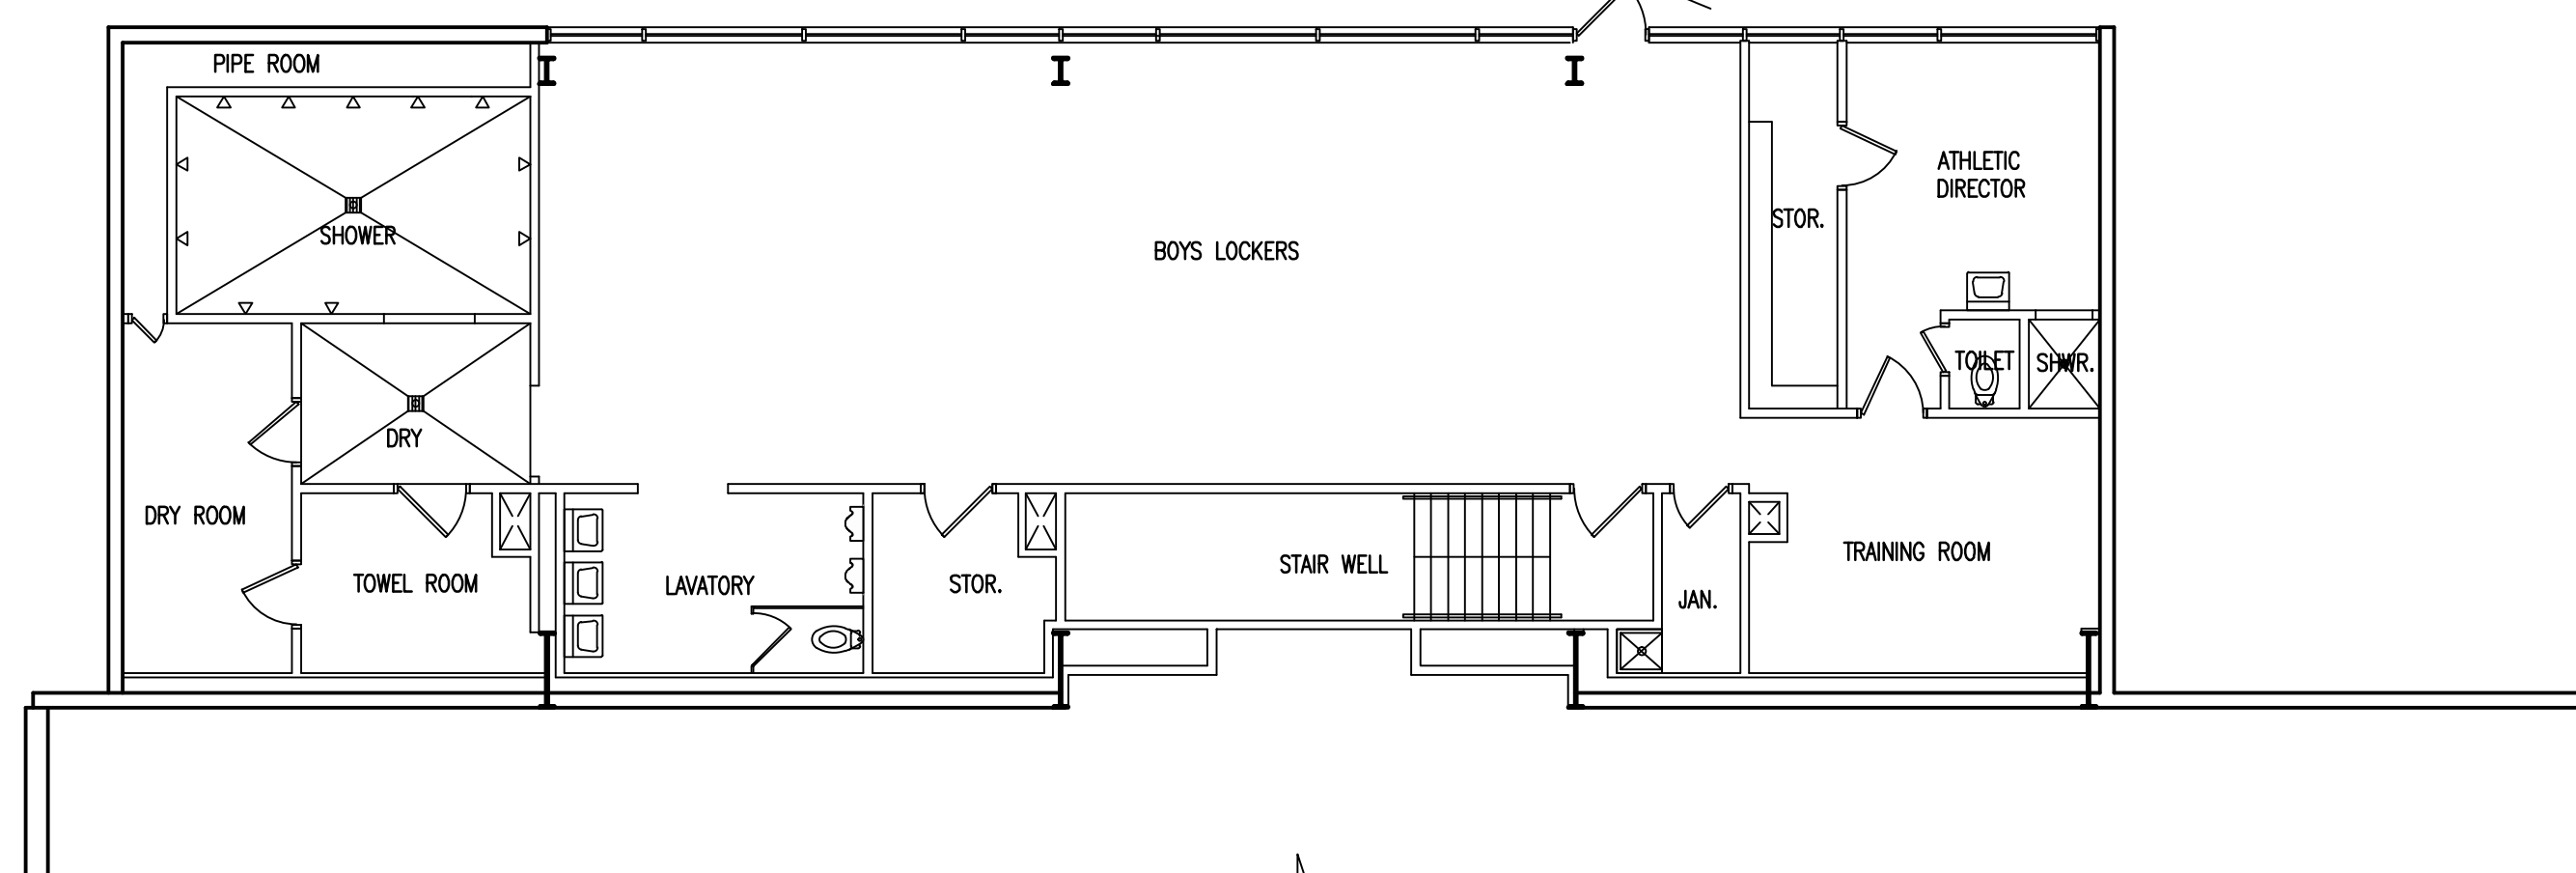 PIPE ROOM
SHOWER
BOYS LOCKERS
STOR.
ATHLETIC
DIRECTOR
TOILET
SHWR.
DRY
DRY ROOM
TOWEL ROOM
LAVATORY
STOR.
STAIR WELL
JAN.
TRAINING ROOM